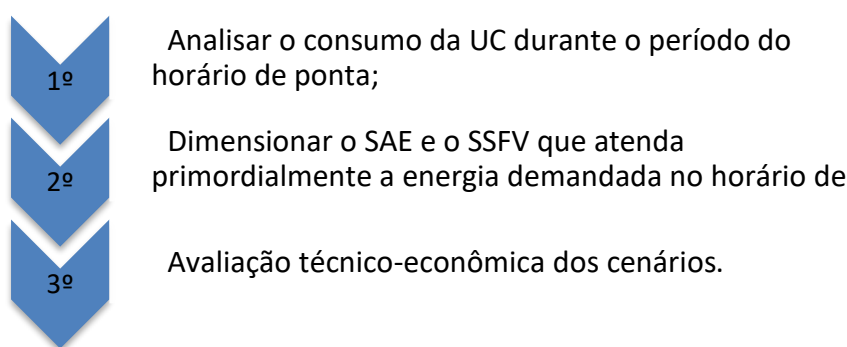 1º
Analisar o consumo da UC durante o período do
horário de ponta;
2º
Dimensionar o SAE e o SSFV que atenda
primordialmente a energia demandada no horário de
3º
Avaliação técnico-econômica dos cenários.